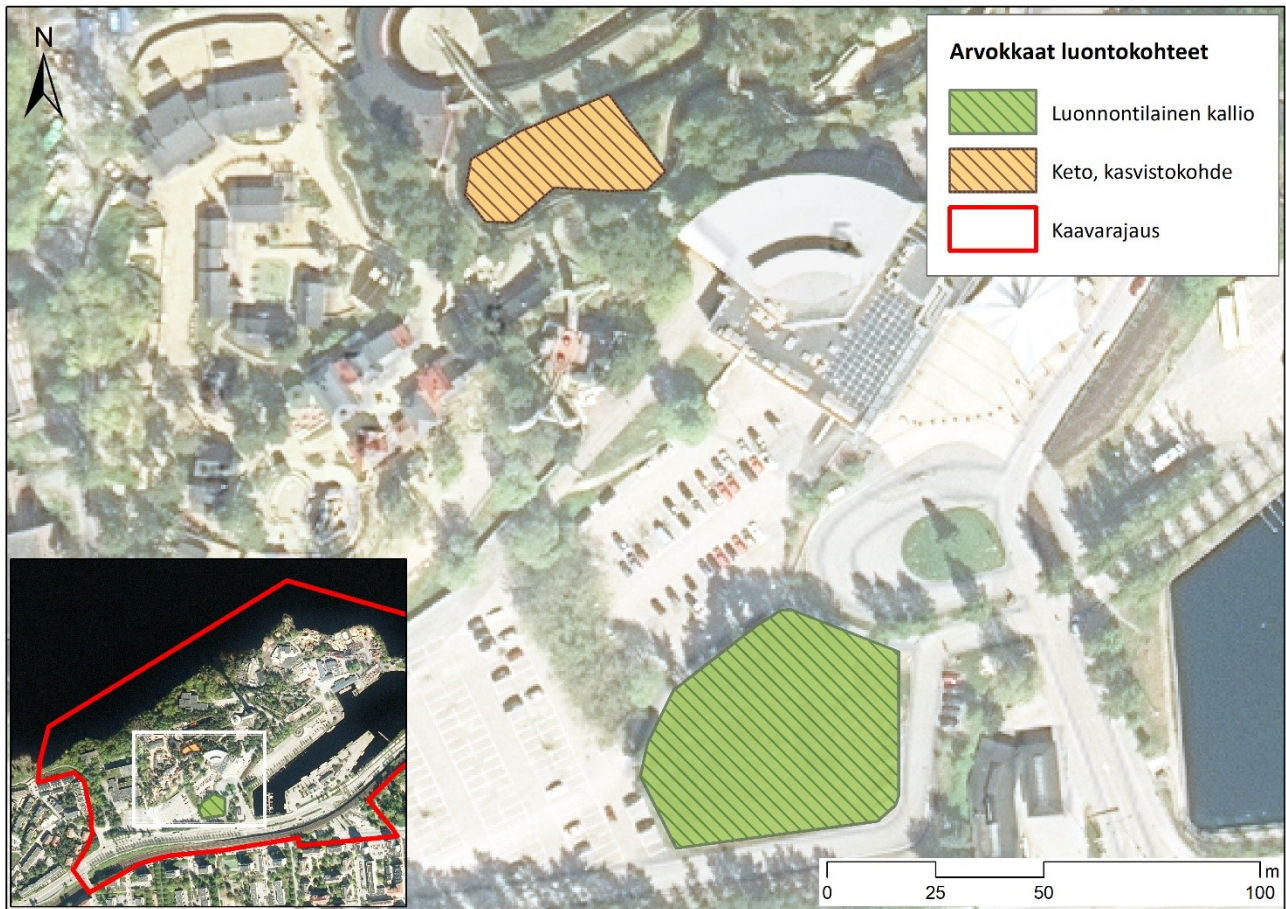 N
Arvokkaat luontokohteet
Luonnontilainen kallio
Keto, kasvistokohde
Kaavarajaus
m
0 25 50 100